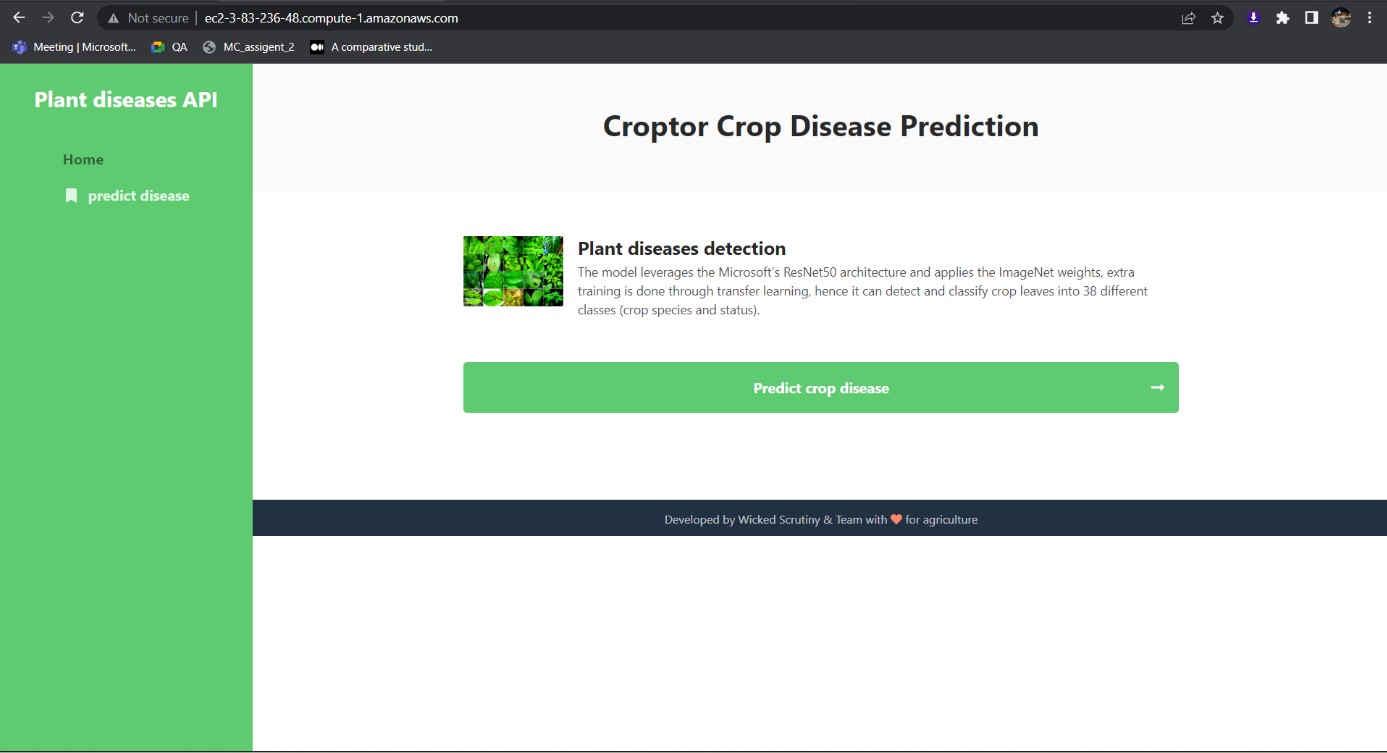 Not secure | ec2-3-83-236-48.compute-1.amazonaws.com
Meeting | Microsoft... QA MC_assigent_2 A comparative stud...
Plant diseases API
Home
predict disease
Croptor Crop Disease Prediction
Plant diseases detection
The model leverages the Microsoft's ResNet50 architecture and applies the ImageNet weights, extra
training is done through transfer learning, hence it can detect and classify crop leaves into 38 different
classes (crop species and status).
Predict crop disease
Developed by Wicked Scrutiny & Team with ❤ for agriculture